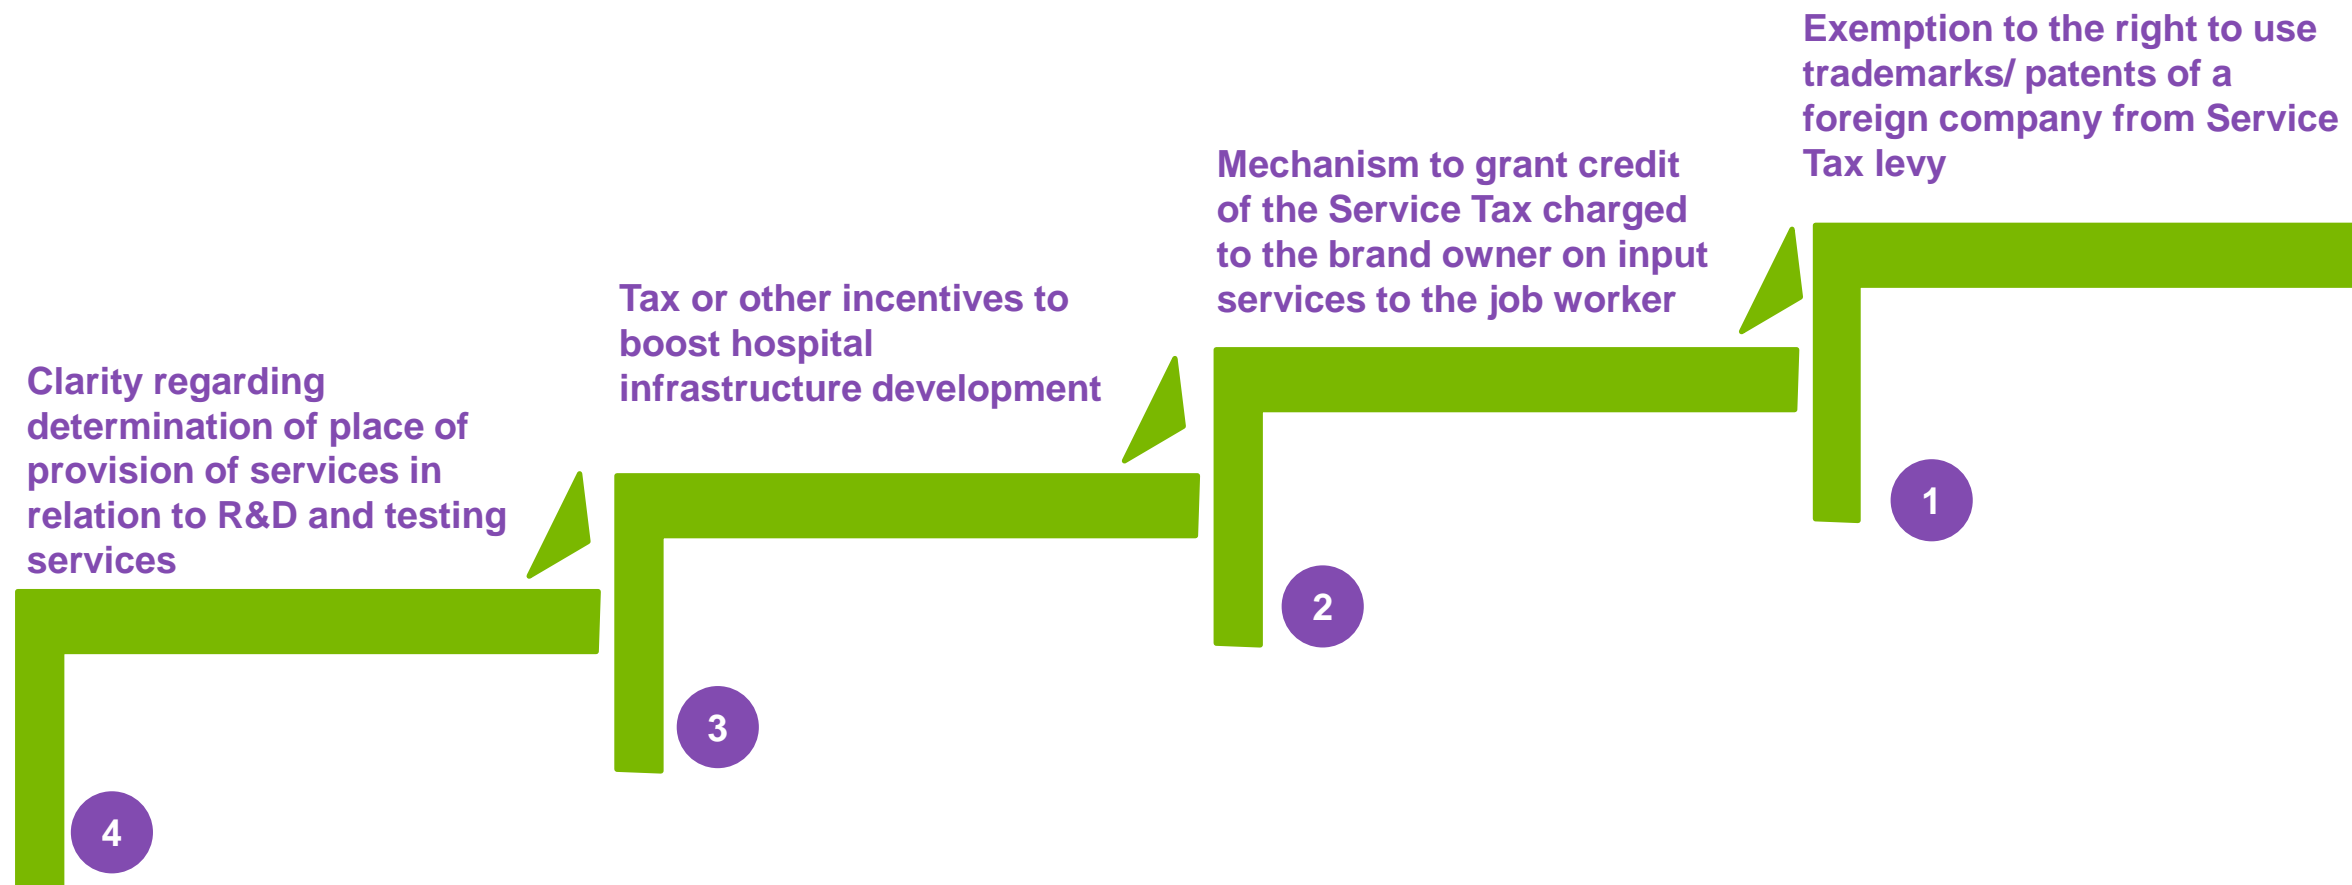 Exemption to the right to use
trademarks/ patents of a
foreign company from Service
Tax levy
1
Mechanism to grant credit
of the Service Tax charged
to the brand owner on input
services to the job worker
2
Tax or other incentives to
boost hospital
infrastructure development
3
Clarity regarding
determination of place of
provision of services in
relation to R&D and testing
services
4